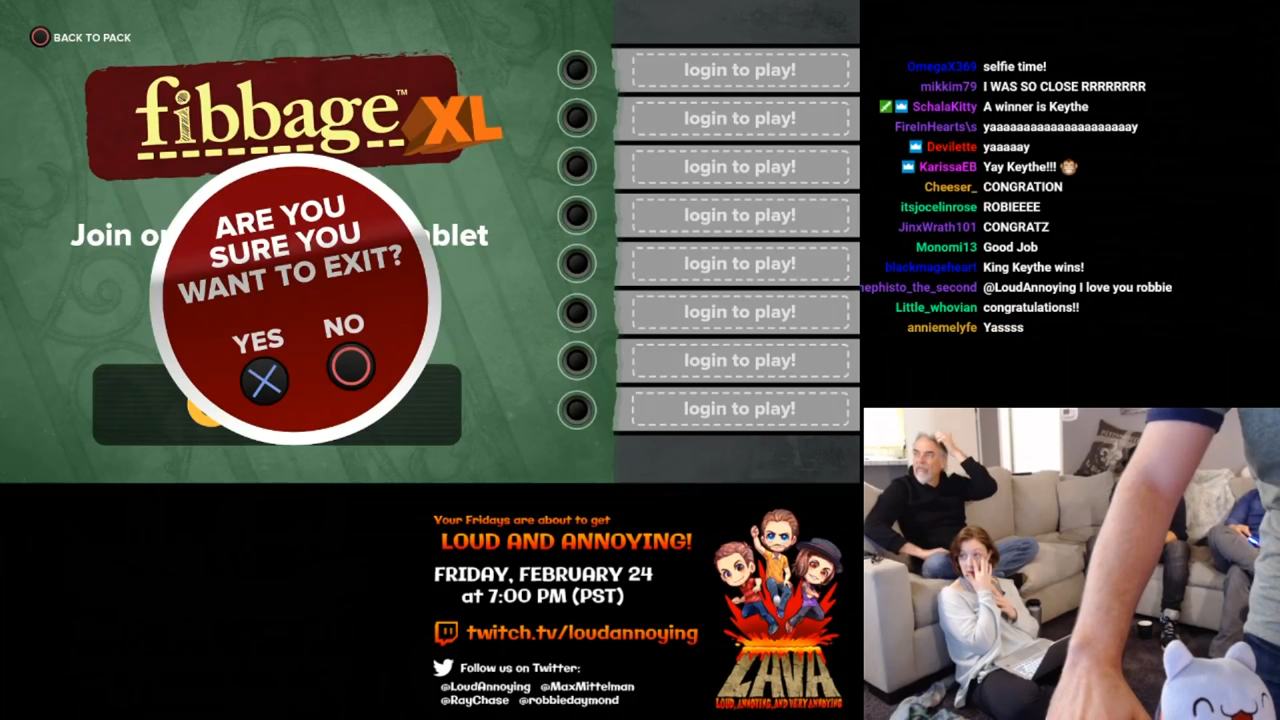 BACK TO PACK
fibbage™ XL
Join o
ablet
ARE YOU
SURE YOU
WANT TO EXIT?
YES
NO
login to play!
login to play!
login to play!
login to play!
login to play!
login to play!
login to play!
login to play!
OmegaX369 selfie time!
mikkim79 I WAS SO CLOSE RRRRRRRR
SchalaKitty A winner is Keythe
FireInHearts\s yaaaaaaaaaaaaaaaaaaaay
Devilette yaaaaay
KarissaEB Yay Keythe!!!
Cheeser_ CONGRATION
itsjocelinrose ROBIEEEE
JinxWrath101 CONGRATZ
Monomi13 Good Job
blackmageheart King Keythe wins!
ephisto_the_second @LoudAnnoying I love you robbie
Little_whovian congratulations!!
anniemelyfe Yassss
Your Fridays are about to get
LOUD AND ANNOYING!
FRIDAY, FEBRUARY 24
at 7:00 PM (PST)
twitch.tv/loudannoying
Follow us on Twitter:
@LoudAnnoying @MaxMittelman
@RayChase @robbiedaymond
LAVA
LOUD, ANNOYING, AND VERY ANNOYING